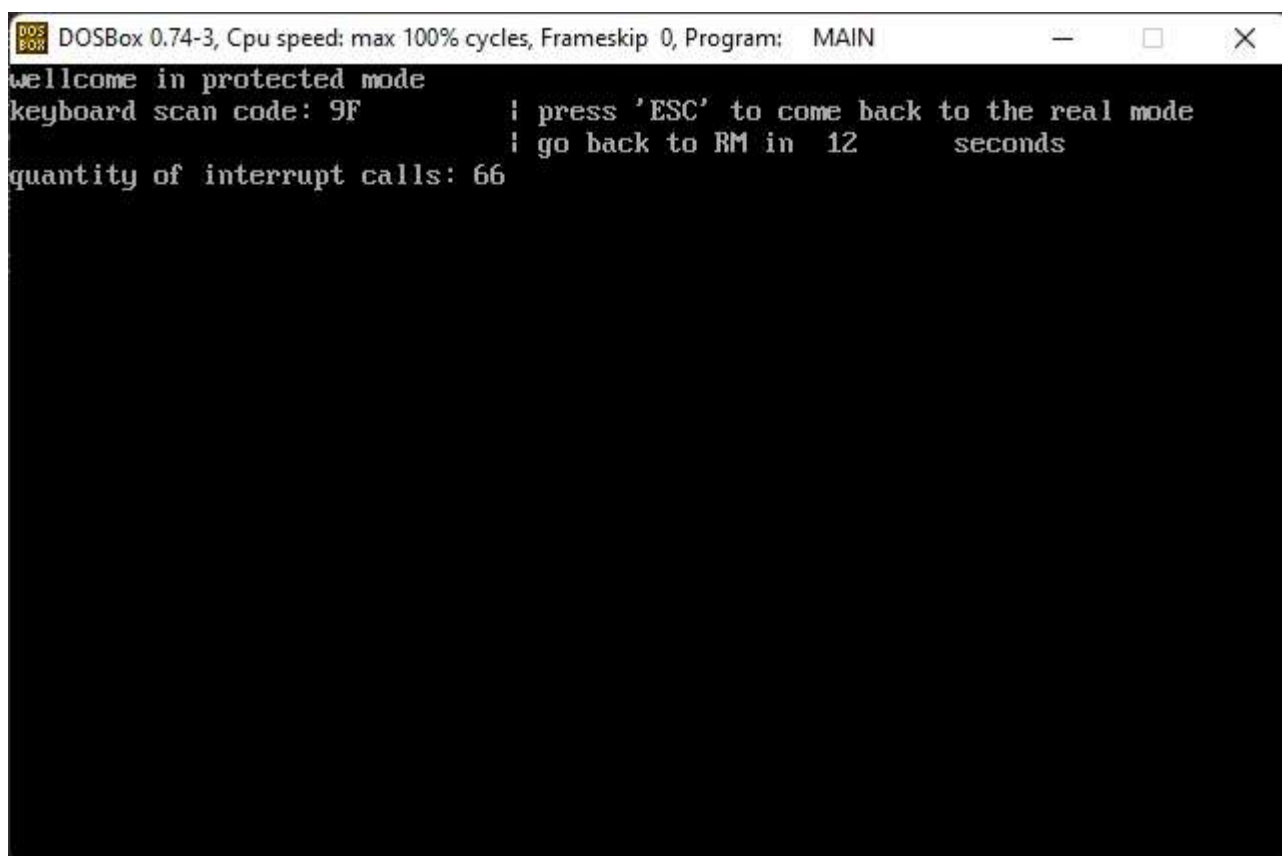 DOSBox 0.74-3, Cpu speed: max 100% cycles, Frameskip 0, Program: MAIN
wellcome in protected mode
keyboard scan code: 9F | press 'ESC' to come back to the real mode
| go back to RM in 12 seconds
quantity of interrupt calls: 66